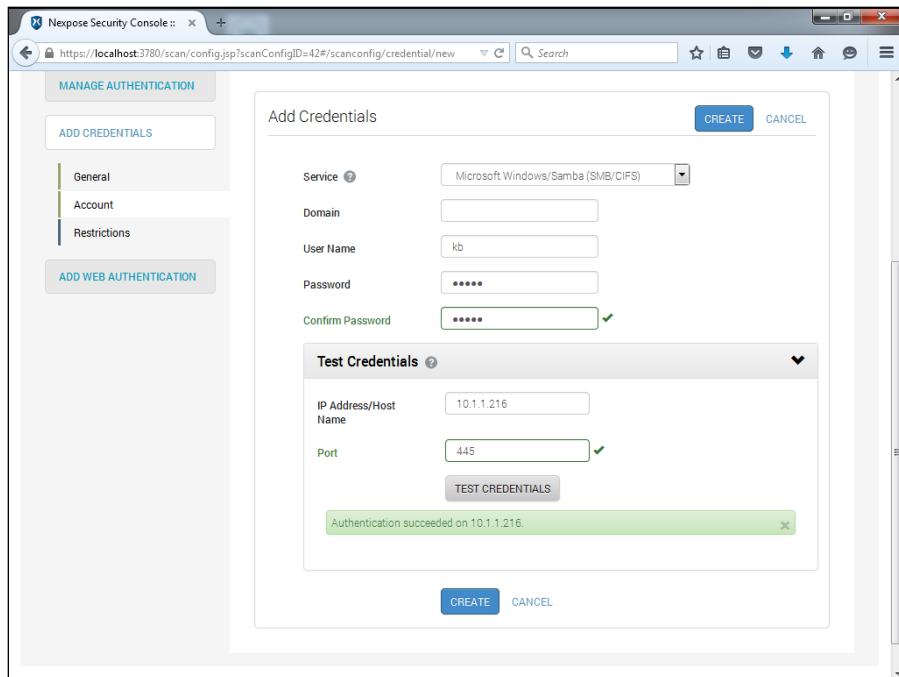 Nexpose Security Console ::
https://localhost:3780/scan/config.jsp?scanConfigID=42#/scanconfig/credential/new
Search
MANAGE AUTHENTICATION
ADD CREDENTIALS
General
Account
Restrictions
ADD WEB AUTHENTICATION
Add Credentials
CREATE CANCEL
Service ? Microsoft Windows/Samba (SMB/CIFS)
Domain
User Name kb
Password •••••
Confirm Password •••••
Test Credentials ?
IP Address/Host Name 10.1.1.216
Port 445
TEST CREDENTIALS
Authentication succeeded on 10.1.1.216.
CREATE CANCEL